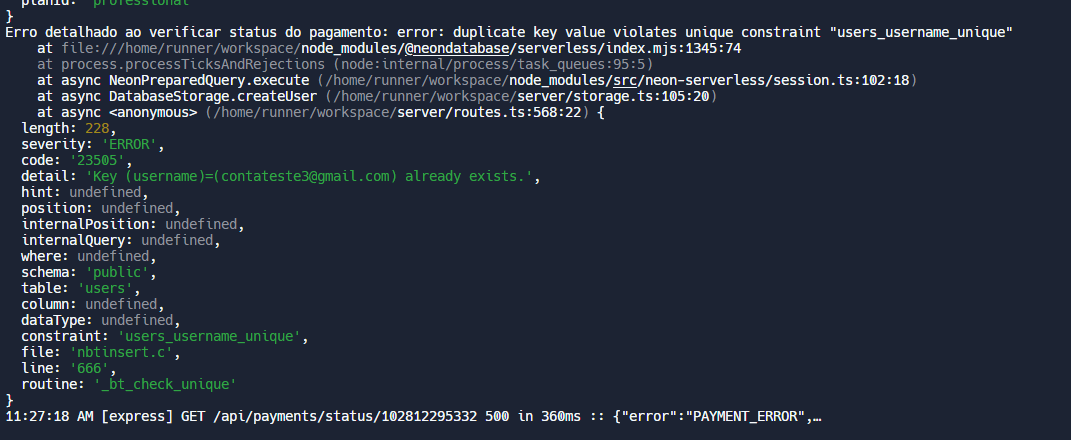 planId: 'professional'
}
Erro detalhado ao verificar status do pagamento: error: duplicate key value violates unique constraint "users_username_unique"
    at file:///home/runner/workspace/node_modules/@neondatabase/serverless/index.mjs:1345:74
    at process.processTicksAndRejections (node:internal/process/task_queues:95:5)
    at async NeonPreparedQuery.execute (/home/runner/workspace/node_modules/src/neon-serverless/session.ts:102:18)
    at async DatabaseStorage.createUser (/home/runner/workspace/server/storage.ts:105:20)
    at async <anonymous> (/home/runner/workspace/server/routes.ts:568:22) {
  length: 228,
  severity: 'ERROR',
  code: '23505',
  detail: 'Key (username)=(contateste3@gmail.com) already exists.',
  hint: undefined,
  position: undefined,
  internalPosition: undefined,
  internalQuery: undefined,
  where: undefined,
  schema: 'public',
  table: 'users',
  column: undefined,
  dataType: undefined,
  constraint: 'users_username_unique',
  file: 'nbtinsert.c',
  line: '666',
  routine: '_bt_check_unique'
}
11:27:18 AM [express] GET /api/payments/status/102812295332 500 in 360ms :: {"error":"PAYMENT_ERROR",…